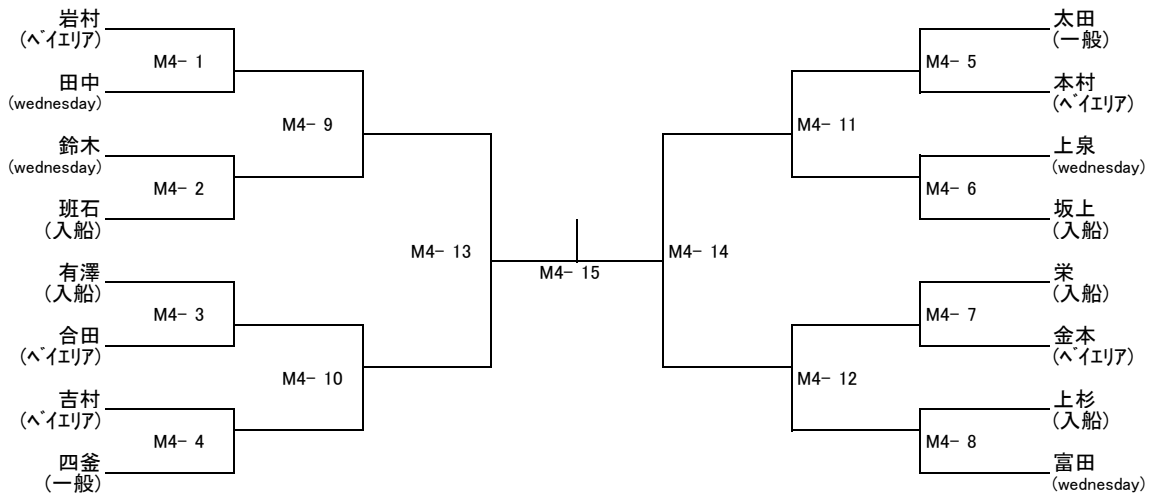 岩村
(ベイエリア)
M4- 1
田中
(wednesday)
M4- 9
鈴木
(wednesday)
M4- 2
班石
(入船)
M4- 13
有澤
(入船)
M4- 3
合田
(ベイエリア)
M4- 10
吉村
(ベイエリア)
M4- 4
四釜
(一般)
M4- 15
太田
(一般)
M4- 5
本村
(ベイエリア)
M4- 11
上泉
(wednesday)
M4- 6
坂上
(入船)
M4- 14
栄
(入船)
M4- 7
金本
(ベイエリア)
M4- 12
上杉
(入船)
M4- 8
富田
(wednesday)